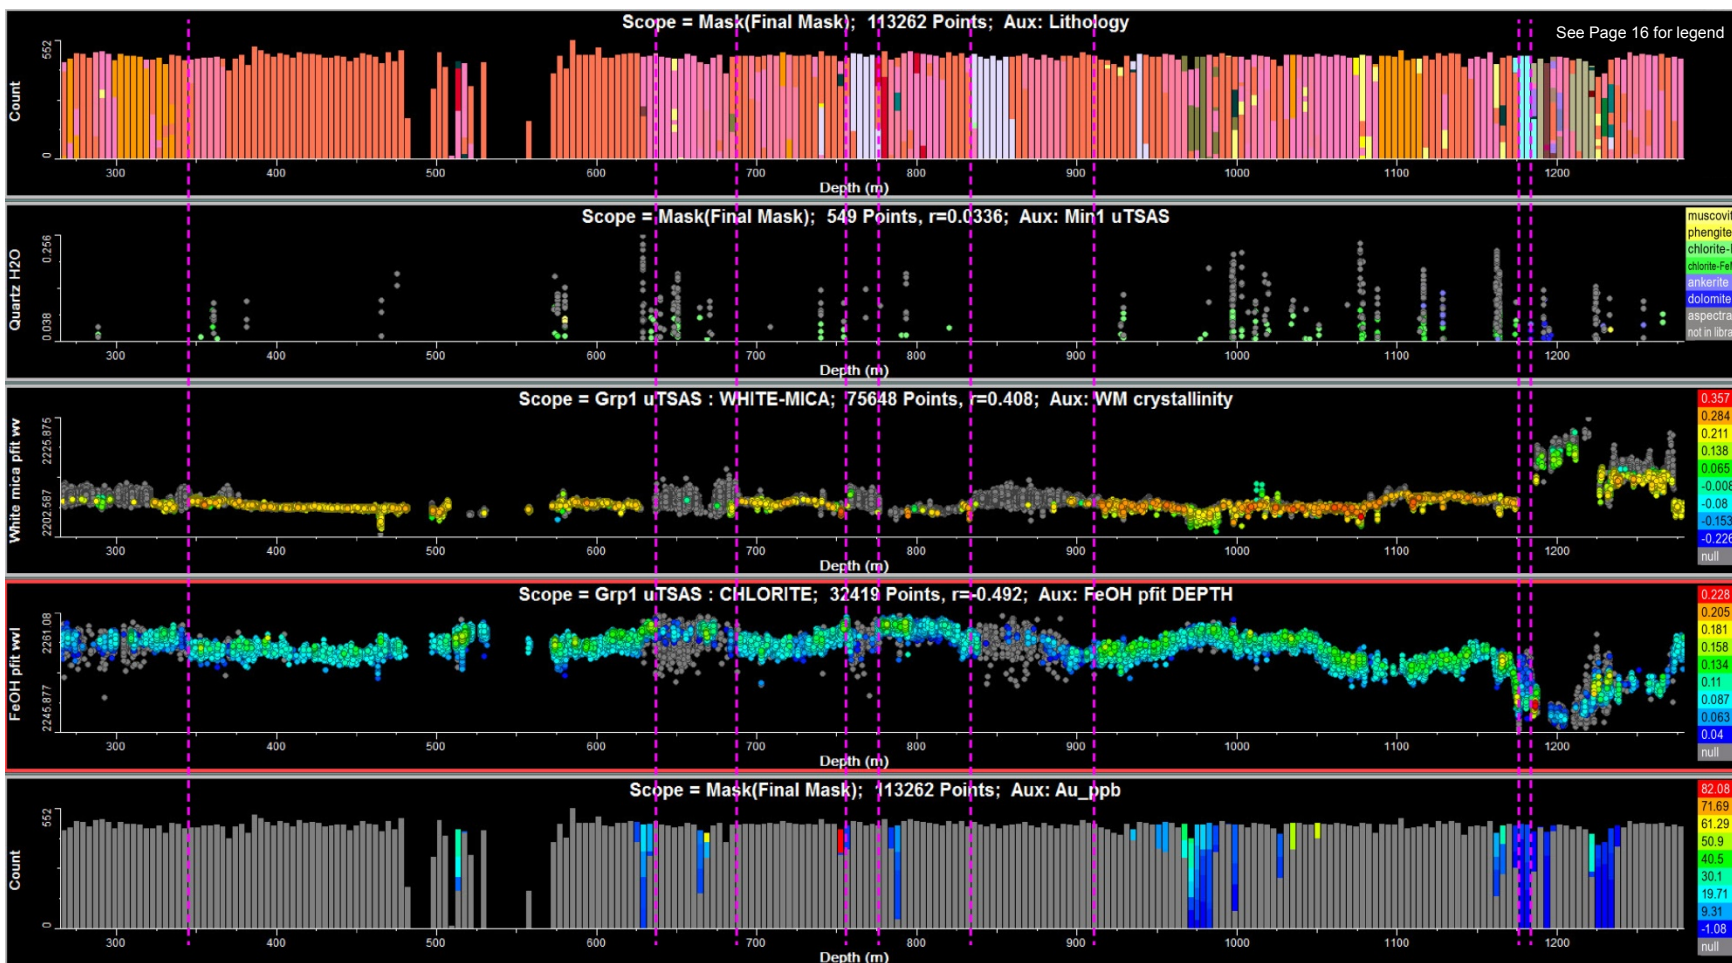 Scope = Mask(Final Mask); 113262 Points; Aux: Lithology
See Page 16 for legend
Count
552
0
300 400 500 600 700 800 900 1000 1100 1200
Depth (m)
Scope = Mask(Final Mask); 549 Points, r=0.0336; Aux: Min1 uTSAS
Quartz H2O
0.256
0.038
300 400 500 600 700 800 900 1000 1100 1200
Depth (m)
phengite
ankerite
dolomite
aspectra
not in libra
Scope = Grp1 uTSAS : WHITE-MICA; 75648 Points, r=0.408; Aux: WM crystallinity
White mica pfit wv
2225.875
2202.587
300 400 500 600 700 800 900 1000 1100 1200
Depth (m)
0.357
0.284
0.211
0.138
0.065
-0.008
-0.08
-0.153
-0.226
null
Scope = Grp1 uTSAS : CHLORITE; 32419 Points, r=-0.492; Aux: FeOH pfit DEPTH
FeOH pfit wvl
2261.08
2245.877
300 400 500 600 700 800 900 1000 1100 1200
Depth (m)
0.228
0.205
0.181
0.158
0.134
0.11
0.087
0.063
0.04
null
Scope = Mask(Final Mask); 113262 Points; Aux: Au_ppb
Count
552
0
300 400 500 600 700 800 900 1000 1100 1200
Depth (m)
82.08
71.69
61.29
50.9
40.5
30.1
19.71
9.31
-1.08
null